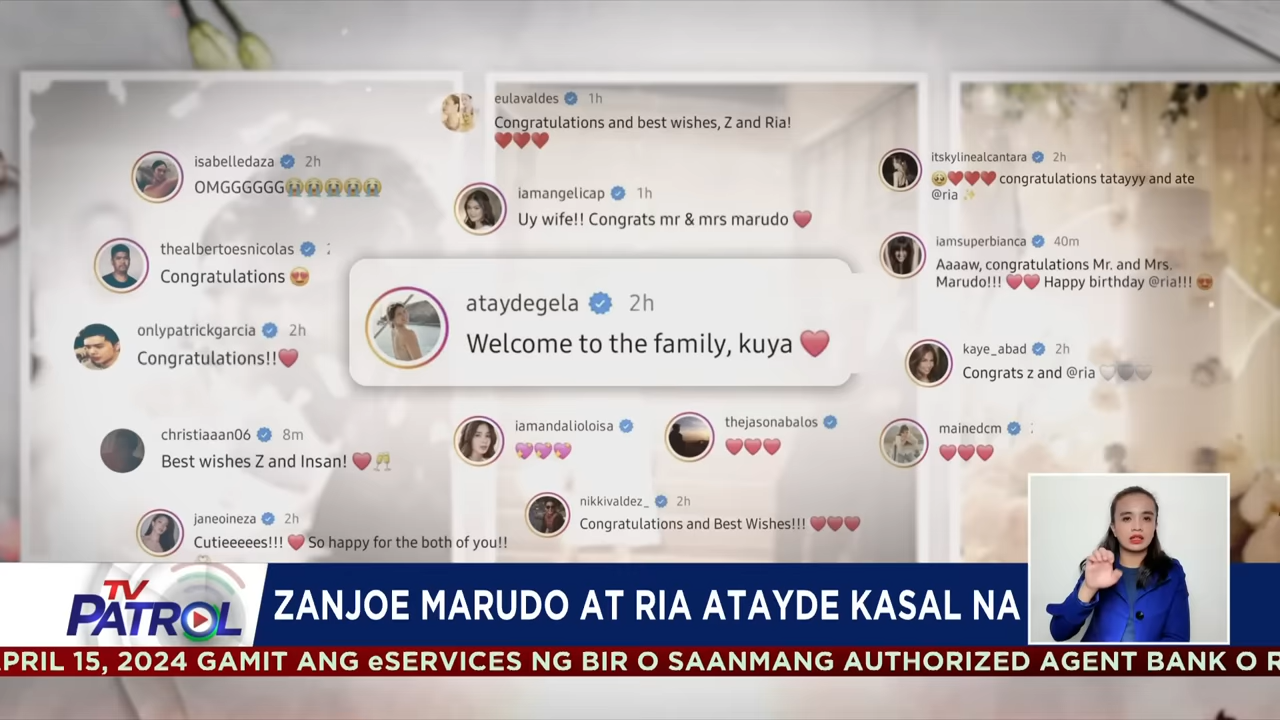 eulavaldes 1h
Congratulations and best wishes, Z and Ria!
❤️❤️❤️
isabelledaza 2h
OMGGGGGG😭😭😭😭😭
iamangelicap 1h
Uy wife!! Congrats mr & mrs marudo ❤️
itskylinealcantara 2h
🥹❤️❤️❤️ congratulations tatayyy and ate
@ria ✨
thealbertoesnicolas
Congratulations 😍
iamsuperbianca 40m
Aaaaw, congratulations Mr. and Mrs.
Marudo!!! ❤️❤️ Happy birthday @ria!!! 😍
ataydegela 2h
Welcome to the family, kuya ❤️
onlypatrickgarcia 2h
Congratulations!!❤️
kaye_abad 2h
Congrats z and @ria 🤍🖤🤍
christiaaan06 8m
Best wishes Z and Insan! ❤️🥂
iamandalioloisa
💖💖💖
thejasonabalos
❤️❤️❤️
mainedcm
❤️❤️❤️
nikkivaldez_ 2h
Congratulations and Best Wishes!!! ❤️❤️❤️
janeoineza 2h
Cutieeeees!!! ❤️ So happy for the both of you!!
TV PATROL
ZANJOE MARUDO AT RIA ATAYDE KASAL NA
APRIL 15, 2024 GAMIT ANG eSERVICES NG BIR O SAANMANG AUTHORIZED AGENT BANK O